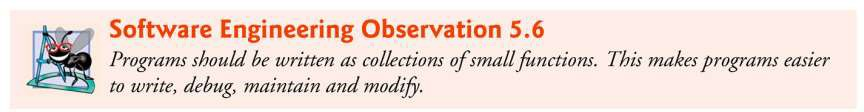 Software Engineering Observation 5.6
Programs should be written as collections of small functions. This makes programs easier
to write, debug, maintain and modify.